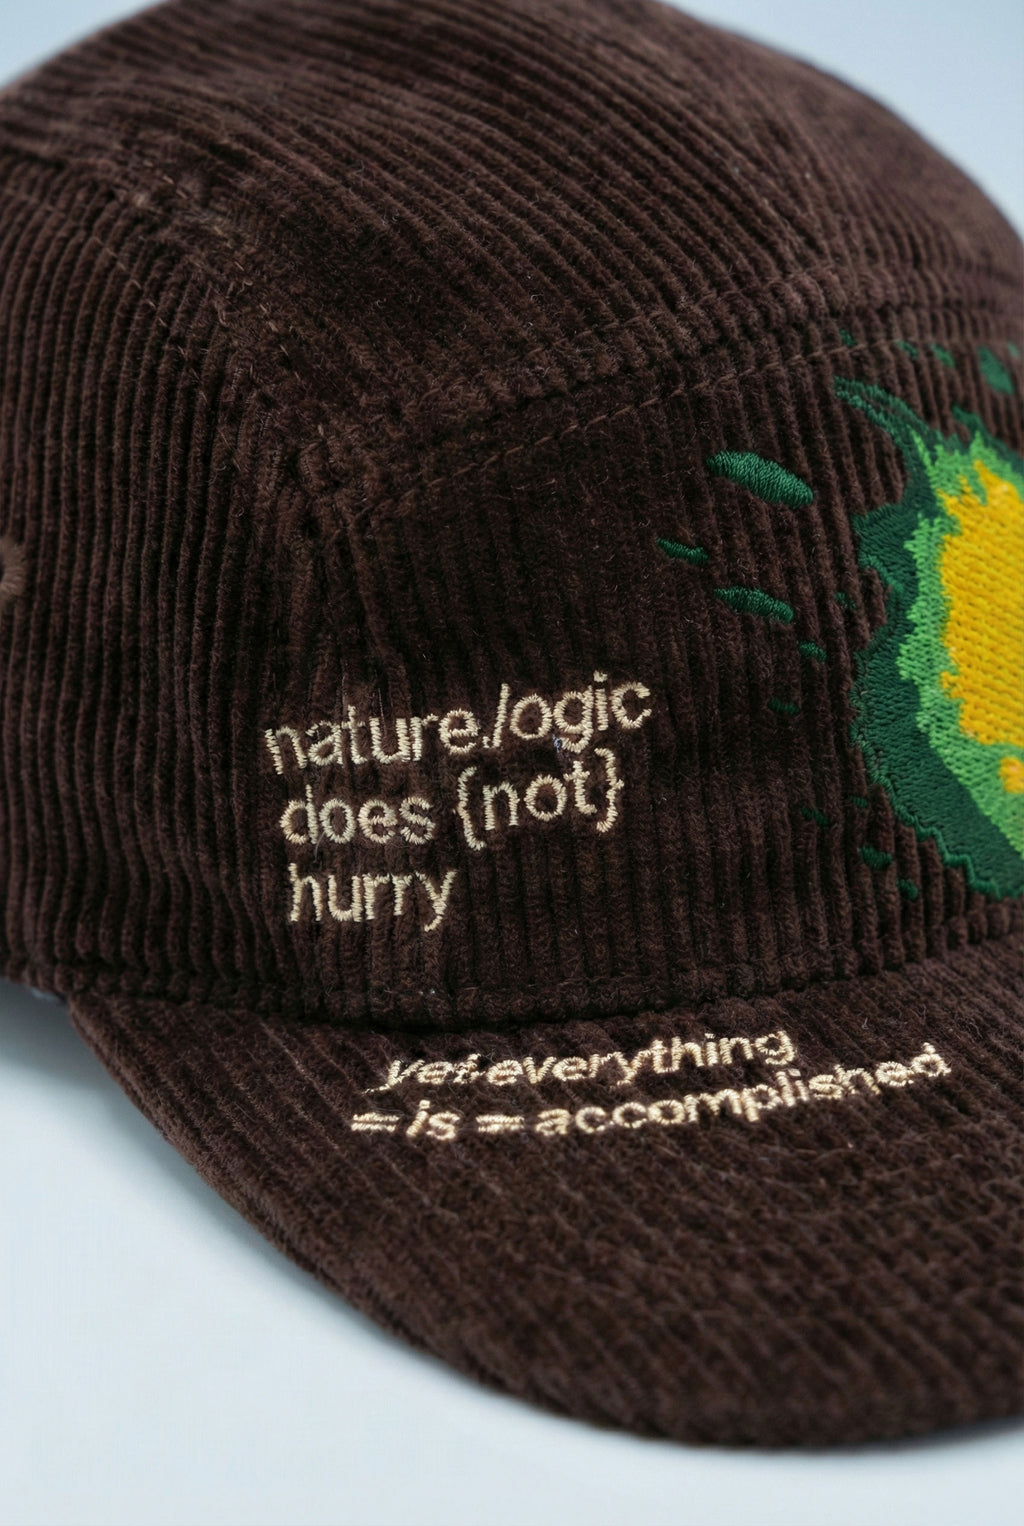 nature./ogic
does {not}
hurry
yet·everything
= is = accomplished